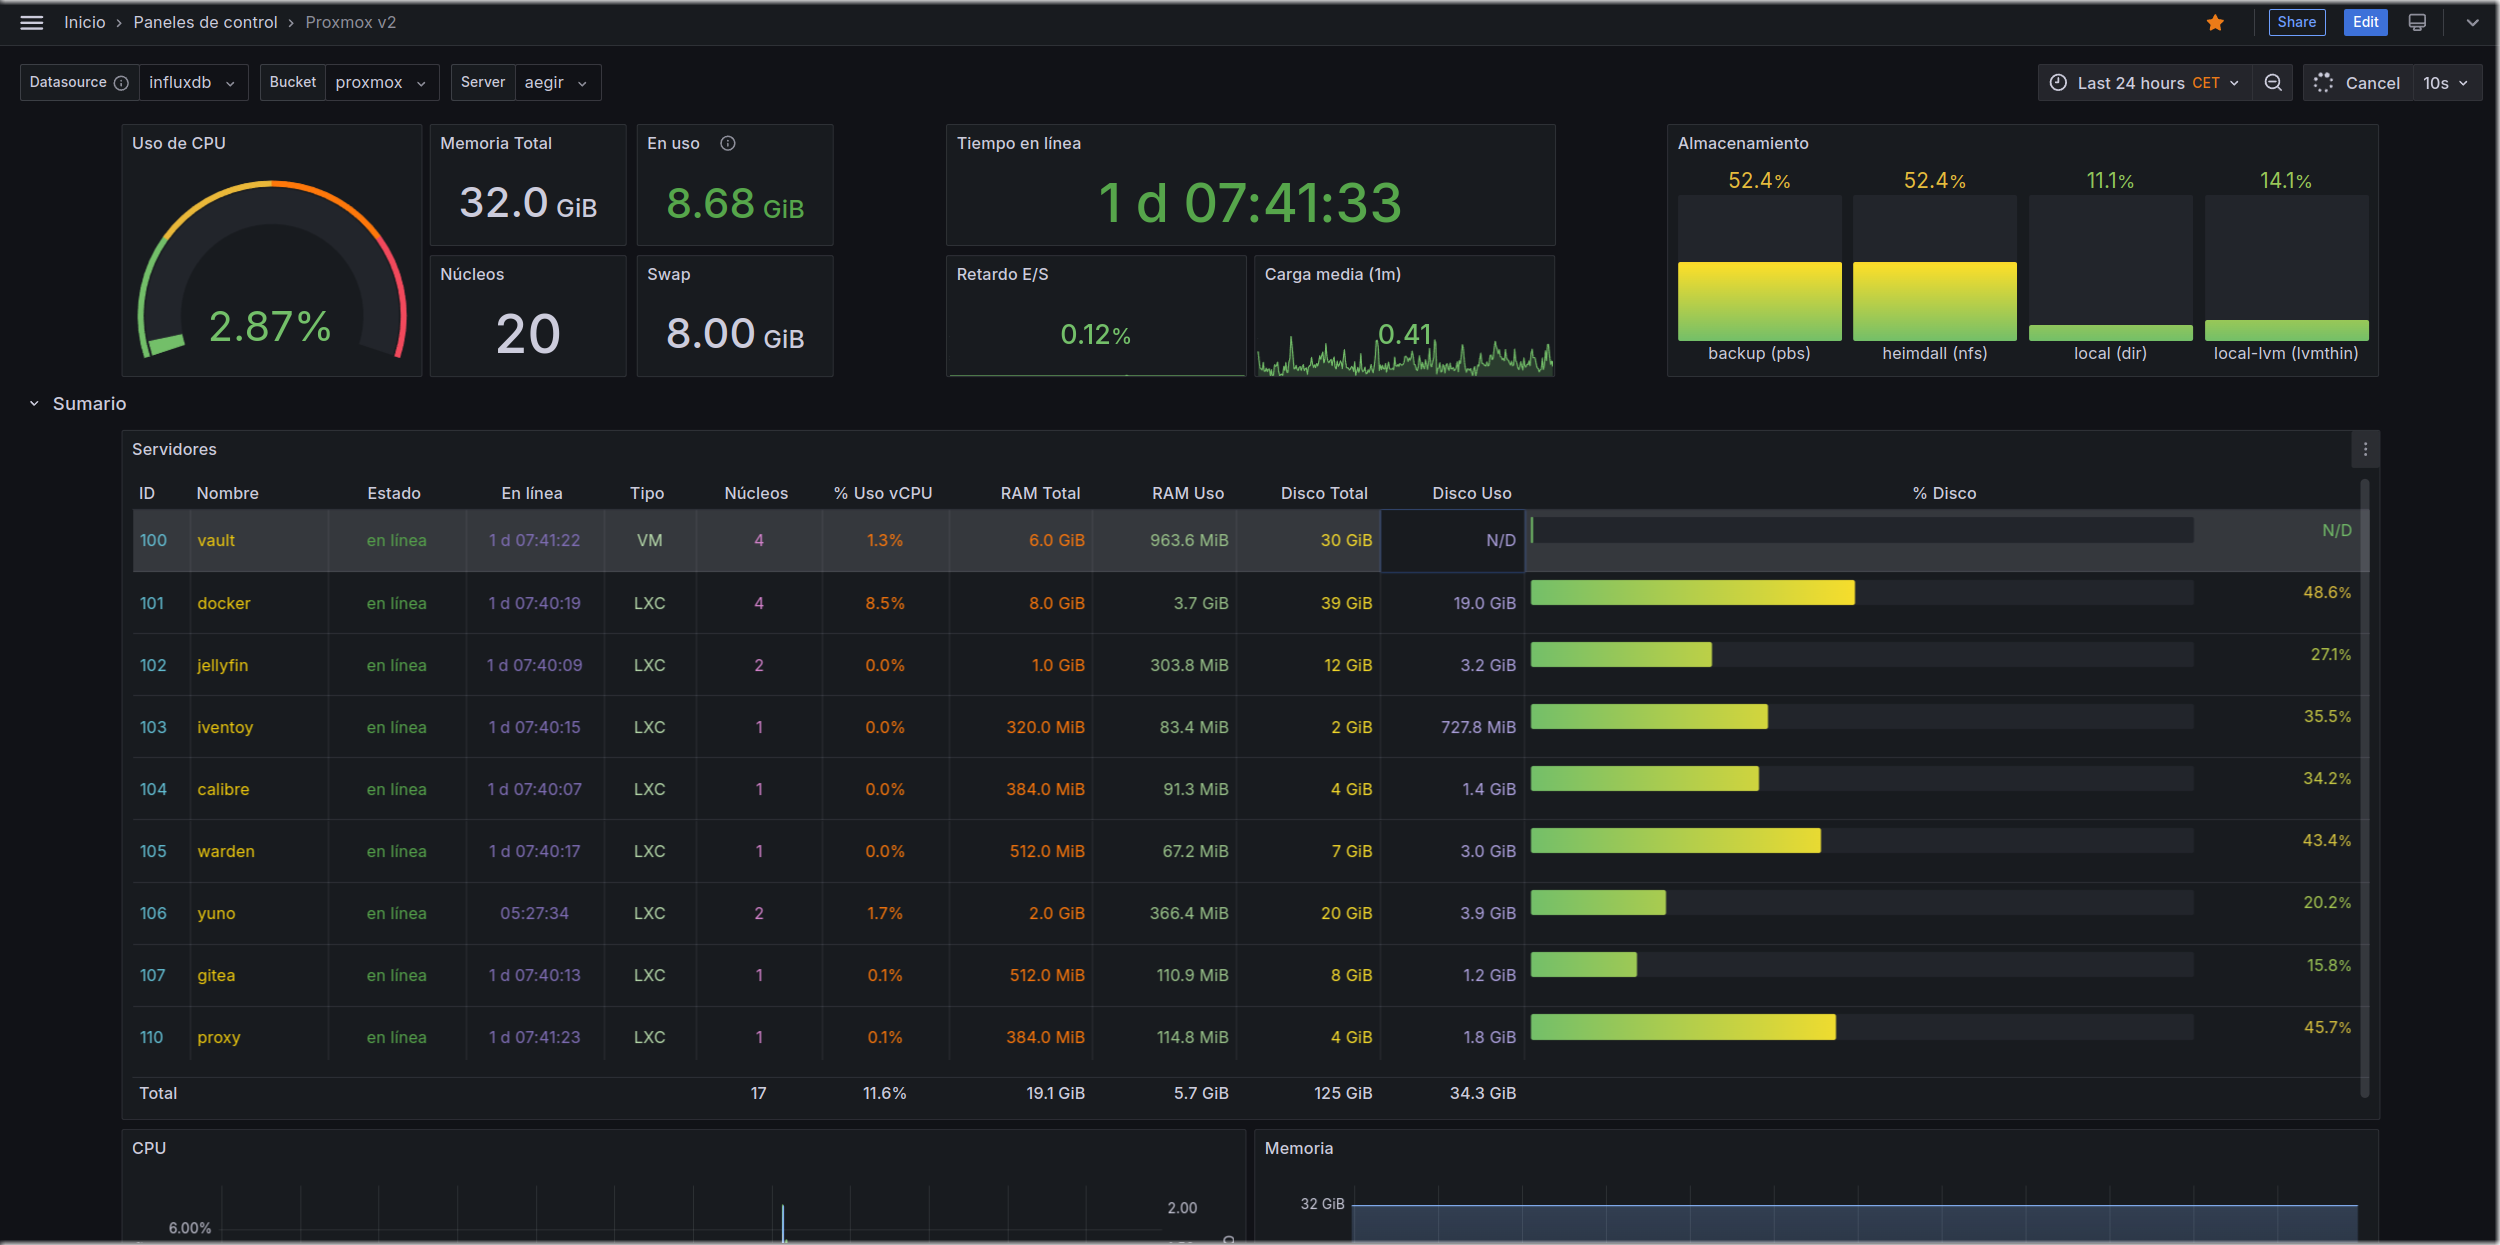 Inicio › Paneles de control › Proxmox v2
Share Edit
Datasource influxdb Bucket proxmox Server aegir
Last 24 hours CET Cancel 10s
Uso de CPU
2.87%
Memoria Total
32.0 GiB
En uso
8.68 GiB
Núcleos
20
Swap
8.00 GiB
Tiempo en línea
1 d 07:41:33
Retardo E/S
0.12%
Carga media (1m)
0.41
Almacenamiento
52.4% 52.4% 11.1% 14.1%
backup (pbs) heimdall (nfs) local (dir) local-lvm (lvmthin)
Sumario
Servidores
ID Nombre Estado En línea Tipo Núcleos % Uso vCPU RAM Total RAM Uso Disco Total Disco Uso % Disco
100 vault en línea 1 d 07:41:22 VM 4 1.3% 6.0 GiB 963.6 MiB 30 GiB N/D N/D
101 docker en línea 1 d 07:40:19 LXC 4 8.5% 8.0 GiB 3.7 GiB 39 GiB 19.0 GiB 48.6%
102 jellyfin en línea 1 d 07:40:09 LXC 2 0.0% 1.0 GiB 303.8 MiB 12 GiB 3.2 GiB 27.1%
103 iventoy en línea 1 d 07:40:15 LXC 1 0.0% 320.0 MiB 83.4 MiB 2 GiB 727.8 MiB 35.5%
104 calibre en línea 1 d 07:40:07 LXC 1 0.0% 384.0 MiB 91.3 MiB 4 GiB 1.4 GiB 34.2%
105 warden en línea 1 d 07:40:17 LXC 1 0.0% 512.0 MiB 67.2 MiB 7 GiB 3.0 GiB 43.4%
106 yuno en línea 05:27:34 LXC 2 1.7% 2.0 GiB 366.4 MiB 20 GiB 3.9 GiB 20.2%
107 gitea en línea 1 d 07:40:13 LXC 1 0.1% 512.0 MiB 110.9 MiB 8 GiB 1.2 GiB 15.8%
110 proxy en línea 1 d 07:41:23 LXC 1 0.1% 384.0 MiB 114.8 MiB 4 GiB 1.8 GiB 45.7%
Total 17 11.6% 19.1 GiB 5.7 GiB 125 GiB 34.3 GiB
CPU
2.00
6.00%
Memoria
32 GiB